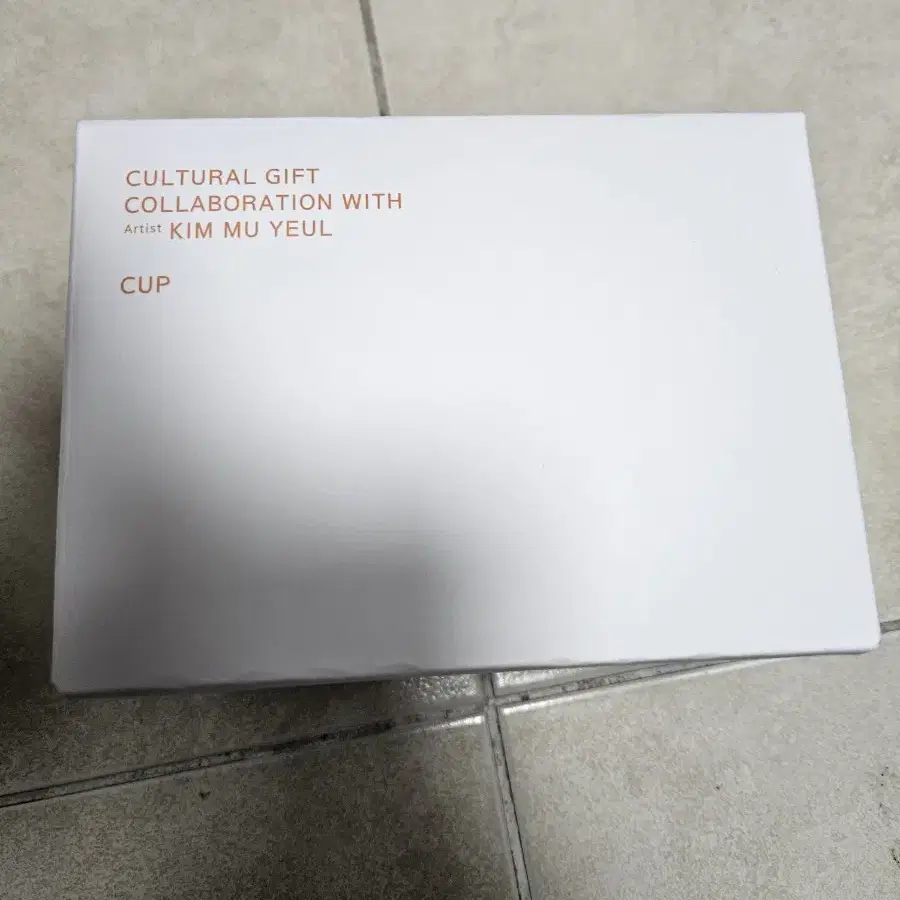 CULTURAL GIFT
COLLABORATION WITH
Artist KIM MU YEUL
CUP